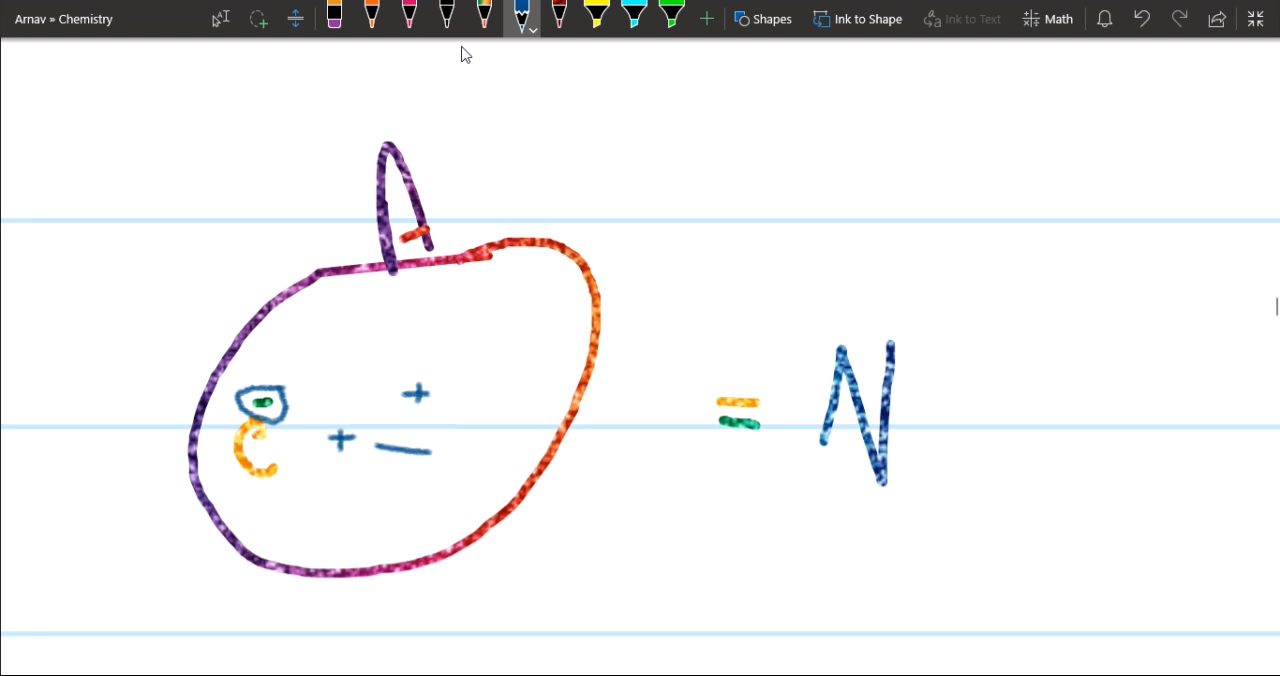 Arnav » Chemistry
Shapes
Ink to Shape
Ink to Text
Math
A
+
- + -
e
= N